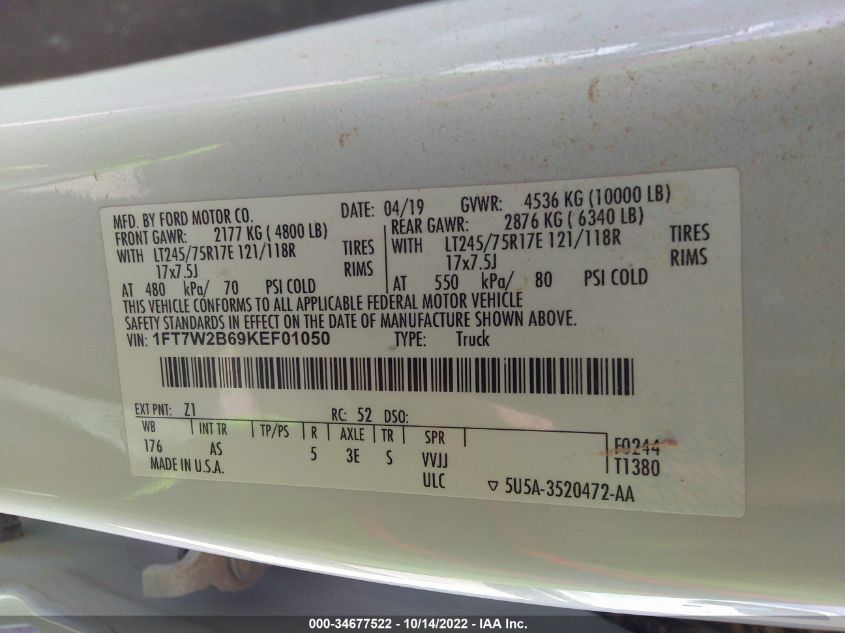 MFD. BY FORD MOTOR CO.
DATE: 04/19
GVWR: 4536 KG (10000 LB)
FRONT GAWR: 2177 KG ( 4800 LB)
REAR GAWR: 2876 KG ( 6340 LB)
WITH LT245/75R17E 121/118R TIRES
WITH LT245/75R17E 121/118R TIRES
17x7.5J RIMS
17x7.5J RIMS
AT 480 kPa/ 70 PSI COLD
AT 550 kPa/ 80 PSI COLD
THIS VEHICLE CONFORMS TO ALL APPLICABLE FEDERAL MOTOR VEHICLE
SAFETY STANDARDS IN EFFECT ON THE DATE OF MANUFACTURE SHOWN ABOVE.
VIN: 1FT7W2B69KEF01050 TYPE: Truck
EXT PNT: Z1 RC: 52 DSO:
WB INT TR TP/PS R AXLE TR SPR F0244
176 AS 5 3E S VVJJ T1380
MADE IN U.S.A. ULC ▽ 5U5A-3520472-AA
000-34677522 - 10/14/2022 - IAA Inc.